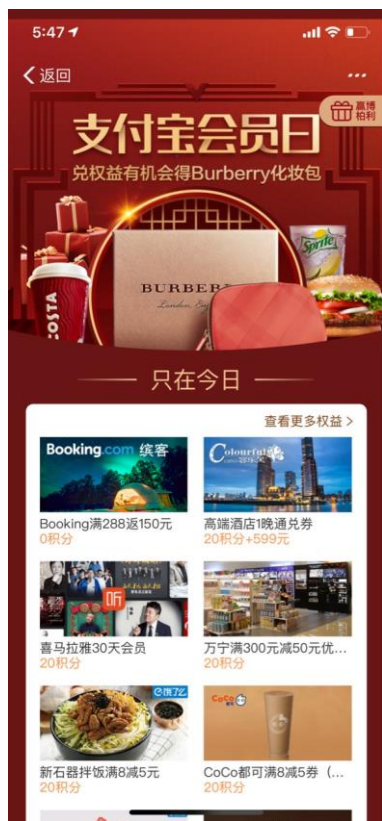 5:47
返回
赢博
柏利
支付宝会员日
兑权益有机会得Burberry化妆包
Sprite
COSTA
BURBER
London, En
只在今日
查看更多权益 >
Booking.com 缤客
Colourful
Booking满288返150元
高端酒店1晚通兑券
0积分
20积分+599元
听
喜马拉雅30天会员
万宁满300元减50元优...
20积分
20积分
饿了么
CoCo
都可
新石器拌饭满8减5元
CoCo都可满8减5券（...
20积分
20积分